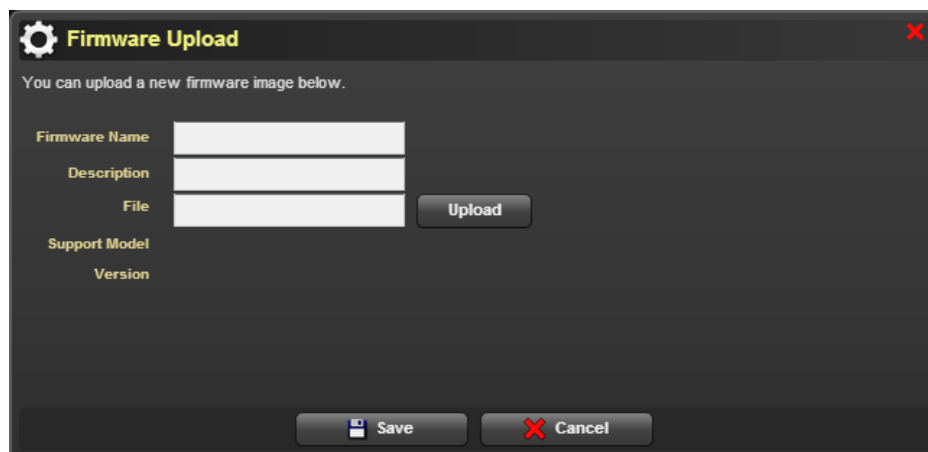 Firmware Upload
You can upload a new firmware image below.
Firmware Name
Description
File
Upload
Support Model
Version
Save
Cancel